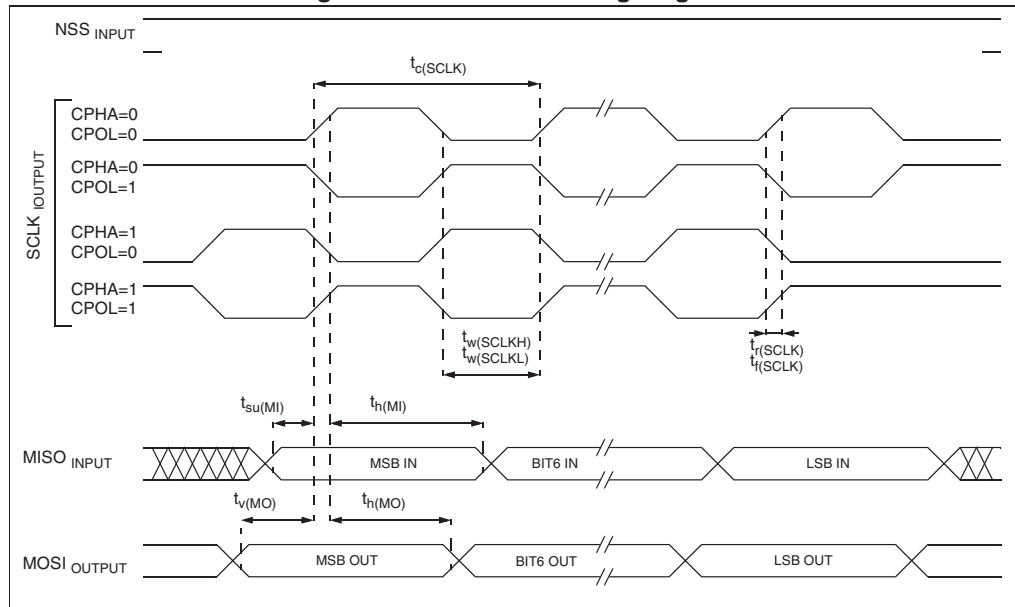 NSS INPUT
tc(SCLK)
SCLK IOUTPUT
CPHA=0
CPOL=0
CPHA=0
CPOL=1
CPHA=1
CPOL=0
CPHA=1
CPOL=1
tw(SCLKH)
tw(SCLKL)
tr(SCLK)
tf(SCLK)
tsu(MI)
th(MI)
MISO INPUT
MSB IN
BIT6 IN
LSB IN
tv(MO)
th(MO)
MOSI OUTPUT
MSB OUT
BIT6 OUT
LSB OUT